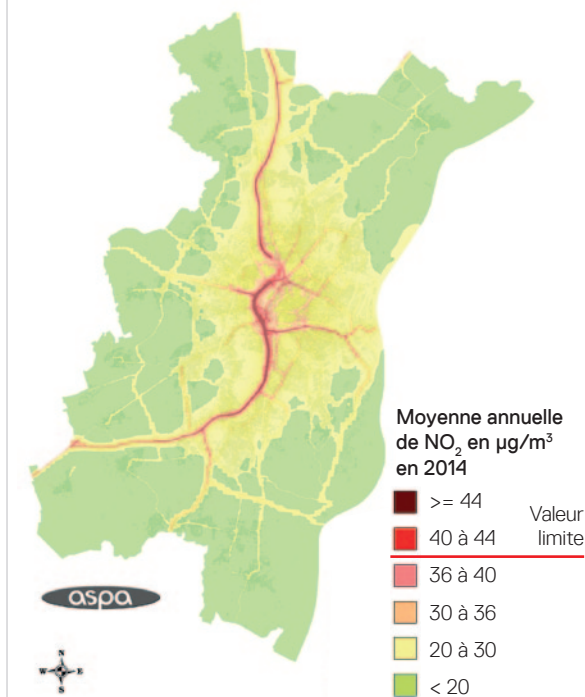 Moyenne annuelle
de NO₂ en µg/m³
en 2014
>= 44
Valeur
limite
40 à 44
36 à 40
30 à 36
20 à 30
< 20
aspa
N
W E
S